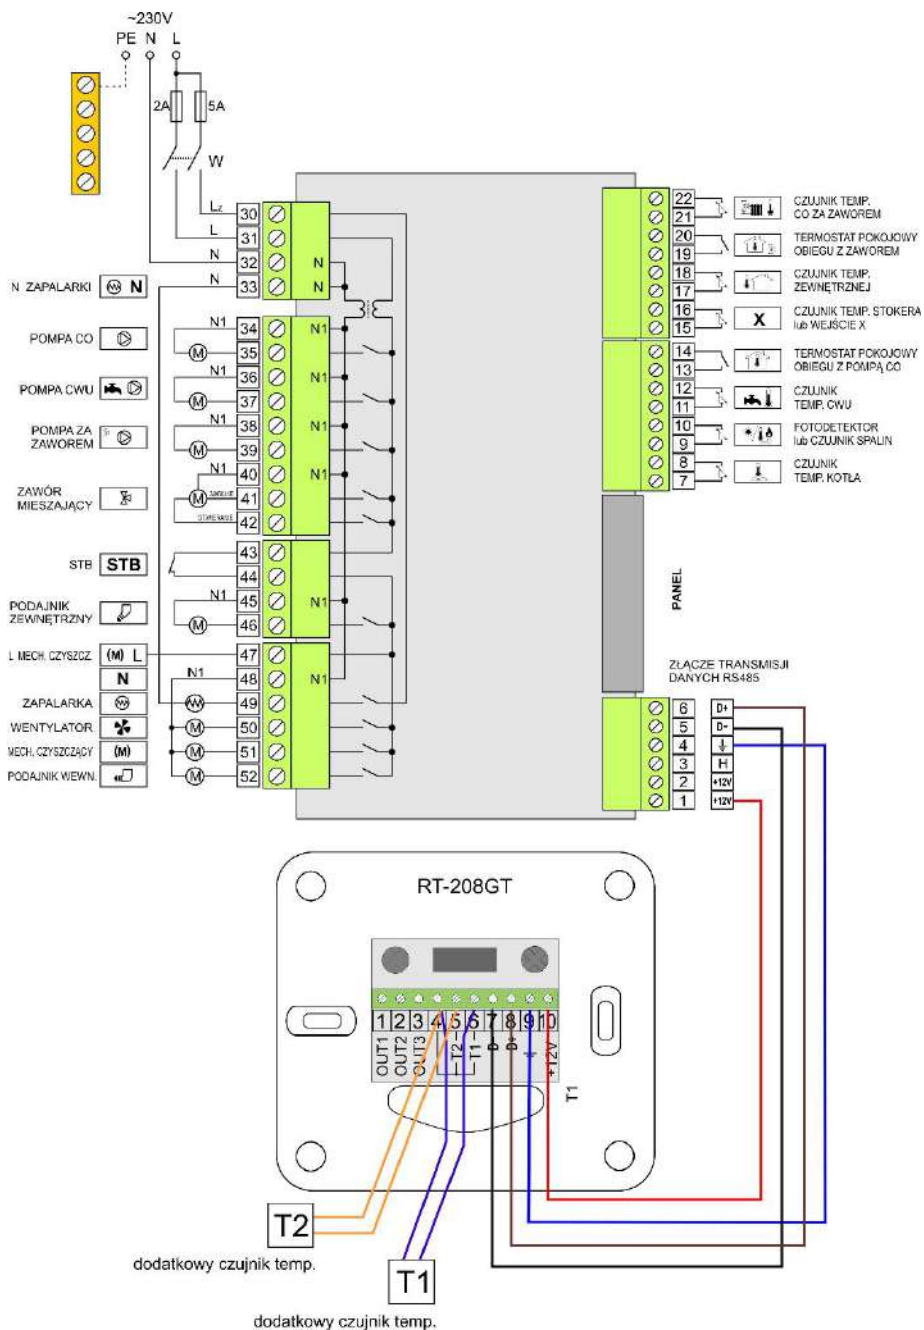 ~230V
PE N L
2A 5A
W
Lz 30
L 31
N 32 N
N 33 N
N ZAPALARKI N
POMPA CO
N1 34 N1
M 35
POMPA CWU
N1 36 N1
M 37
POMPA ZA
ZAWOREM
N1 38 N1
M 39
ZAWÓR
MIESZAJĄCY
N1 40 N1
M 41
OTWIERANIE 42
STB STB
43
44
PODAJNIK
ZEWNĘTRZNY
N1 45 N1
M 46
L MECH. CZYSZCZ. (M) L 47
N N1 48 N1
ZAPALARKA 49
WENTYLATOR M 50
MECH. CZYSZCZĄCY (M) M 51
PODAJNIK WEWN. M 52
22
21
CZUJNIK TEMP.
CO ZA ZAWOREM
20
19
TERMOSTAT POKOJOWY
OBIEGU Z ZAWOREM
18
17
CZUJNIK TEMP.
ZEWNĘTRZNEJ
16
15
X
CZUJNIK TEMP. STOKERA
lub WEJŚCIE X
14
13
TERMOSTAT POKOJOWY
OBIEGU Z POMPĄ CO
12
11
CZUJNIK
TEMP. CWU
10
9
FOTODETEKTOR
lub CZUJNIK SPALIN
8
7
CZUJNIK
TEMP. KOTŁA
PANEL
ZŁĄCZE TRANSMISJI
DANYCH RS485
6 D+
5 D-
4
3 H
2 +12V
1 +12V
RT-208GT
1 2 3 4 5 6 7 8 9 10
OUT1
OUT2
OUT3
T2
T1
D-
D+
+12V
T1
T2
dodatkowy czujnik temp.
T1
dodatkowy czujnik temp.